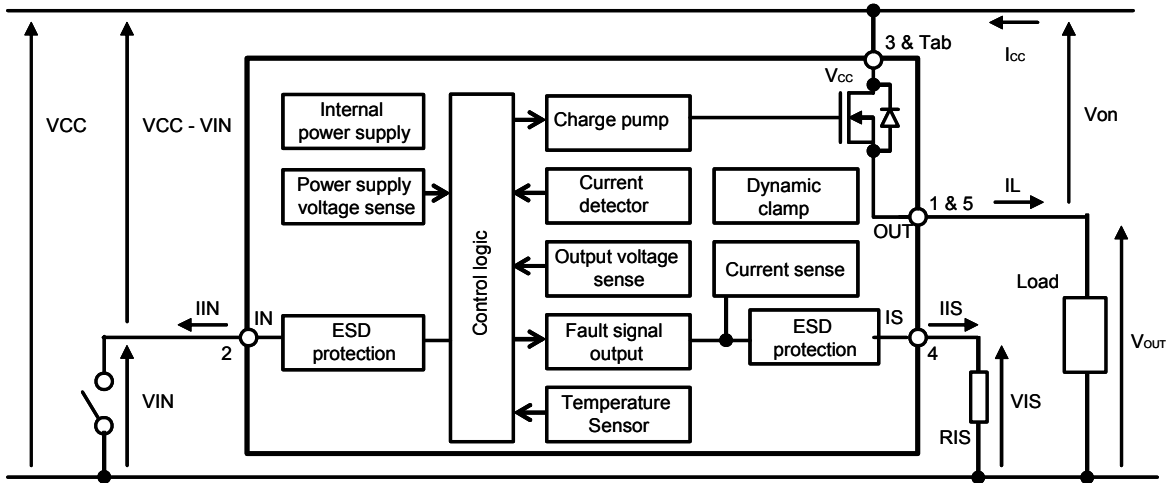 3 & Tab
ICC
VCC
VCC
VCC - VIN
Internal
power supply
Charge pump
Von
Power supply
voltage sense
Current
detector
Dynamic
clamp
IL
1 & 5
OUT
Control logic
Output voltage
sense
Current sense
Load
IIN
IN
ESD
protection
Fault signal
output
ESD
protection
IS
IIS
2
4
VOUT
VIN
Temperature
Sensor
VIS
RIS